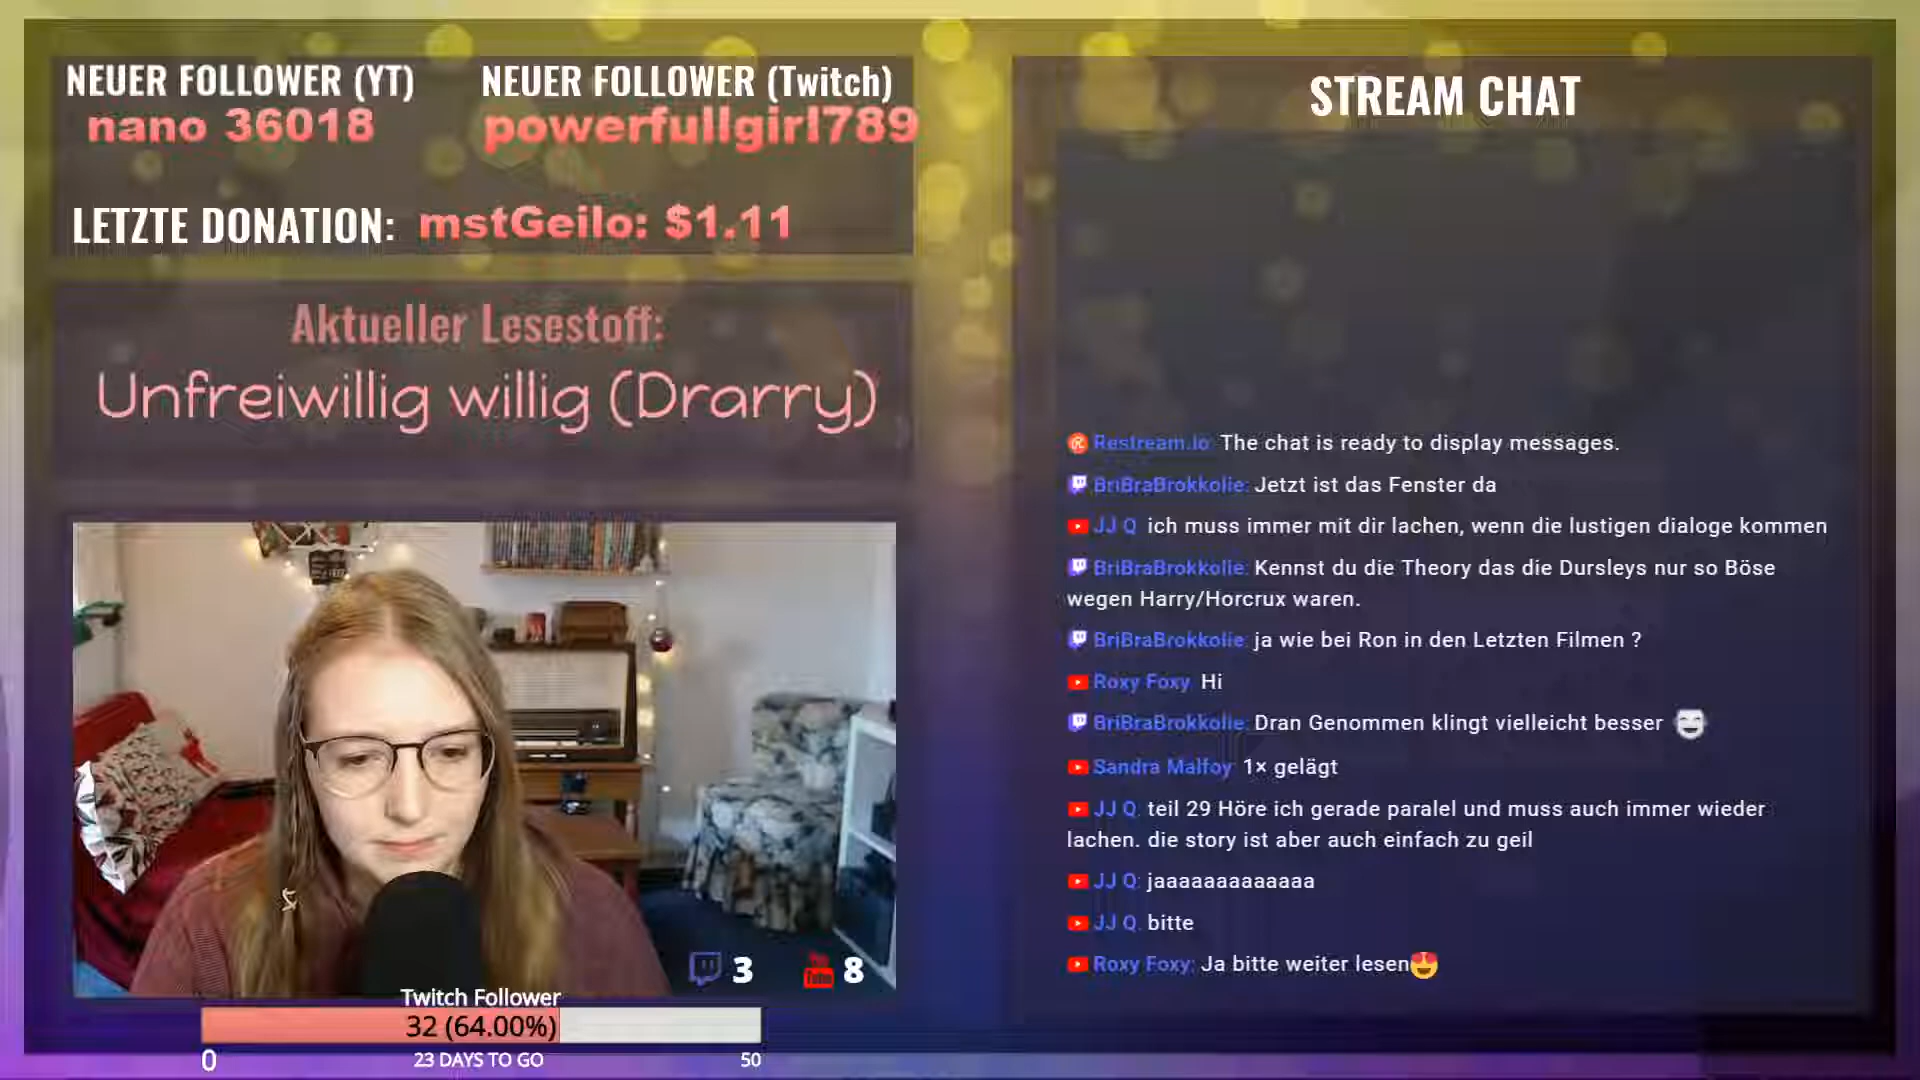 NEUER FOLLOWER (YT)
nano 36018
NEUER FOLLOWER (Twitch)
powerfullgirl789
LETZTE DONATION: mstGeilo: $1.11
Aktueller Lesestoff:
Unfreiwillig willig (Drarry)
3
You
Tube
8
Twitch Follower
32 (64.00%)
0
23 DAYS TO GO
50
STREAM CHAT
Restream.io: The chat is ready to display messages.
BriBraBrokkolie: Jetzt ist das Fenster da
JJ Q: ich muss immer mit dir lachen, wenn die lustigen dialoge kommen
BriBraBrokkolie: Kennst du die Theory das die Dursleys nur so Böse
wegen Harry/Horcrux waren.
BriBraBrokkolie: ja wie bei Ron in den Letzten Filmen ?
Roxy Foxy: Hi
BriBraBrokkolie: Dran Genommen klingt vielleicht besser
Sandra Malfoy: 1× gelägt
JJ Q: teil 29 Höre ich gerade paralel und muss auch immer wieder
lachen. die story ist aber auch einfach zu geil
JJ Q: jaaaaaaaaaaaaa
JJ Q: bitte
Roxy Foxy: Ja bitte weiter lesen😍